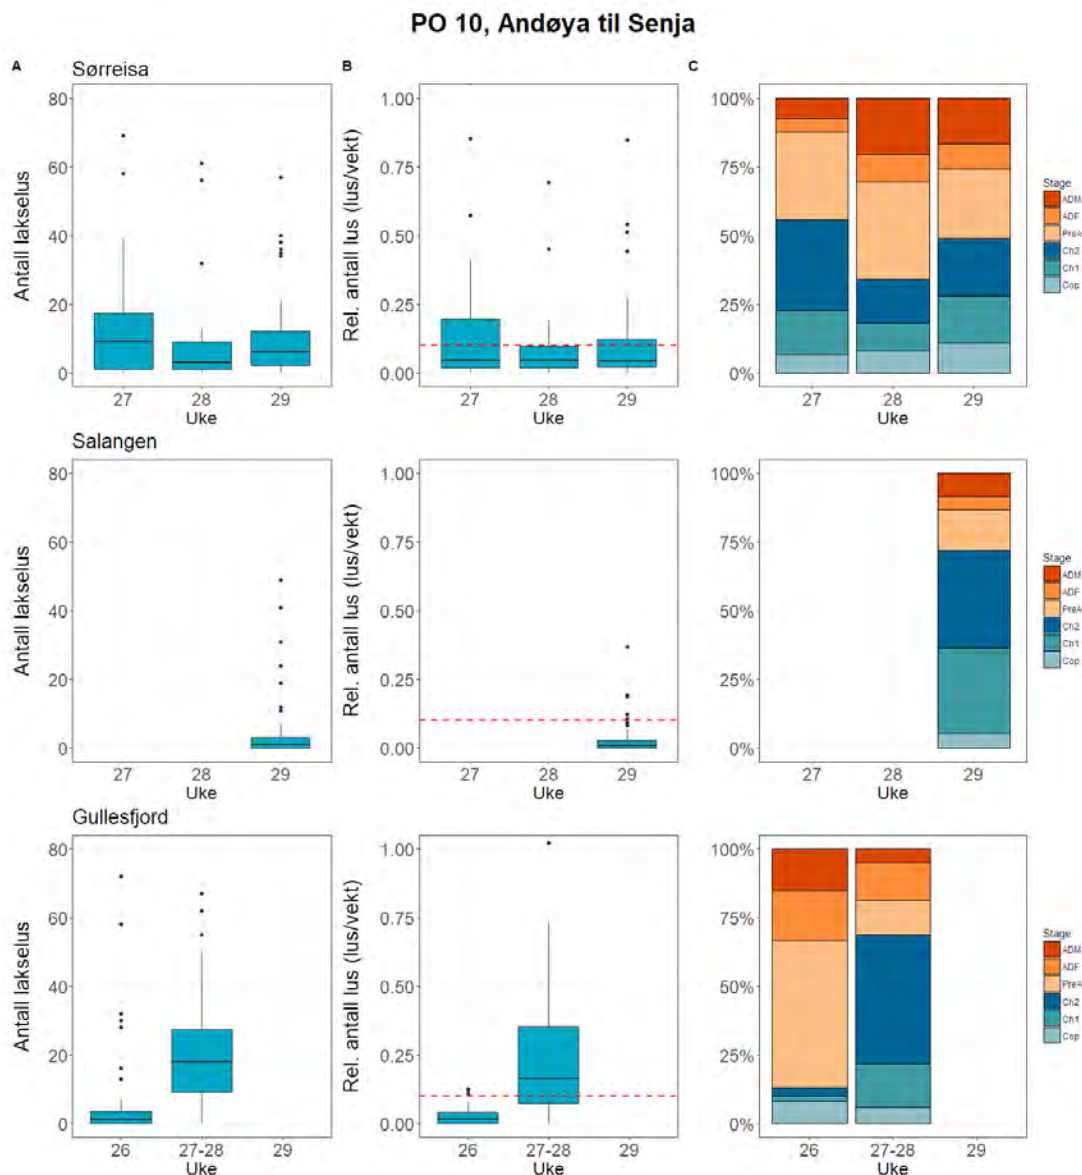 PO 10, Andøya til Senja
A
B
C
Sørreisa
Antall lakselus
80
60
40
20
0
27
28
29
Uke
Rel. antall lus (lus/vekt)
1.00
0.75
0.50
0.25
0.00
27
28
29
Uke
100%
75%
50%
25%
0%
27
28
29
Uke
Stage
ADM
ADF
PreA
Ch2
Ch1
Cop
Salangen
Antall lakselus
80
60
40
20
0
27
28
29
Uke
Rel. antall lus (lus/vekt)
1.00
0.75
0.50
0.25
0.00
27
28
29
Uke
100%
75%
50%
25%
0%
27
28
29
Uke
Stage
ADM
ADF
PreA
Ch2
Ch1
Cop
Gullesfjord
Antall lakselus
80
60
40
20
0
26
27-28
29
Uke
Rel. antall lus (lus/vekt)
1.00
0.75
0.50
0.25
0.00
26
27-28
29
Uke
100%
75%
50%
25%
0%
26
27-28
29
Uke
Stage
ADM
ADF
PreA
Ch2
Ch1
Cop